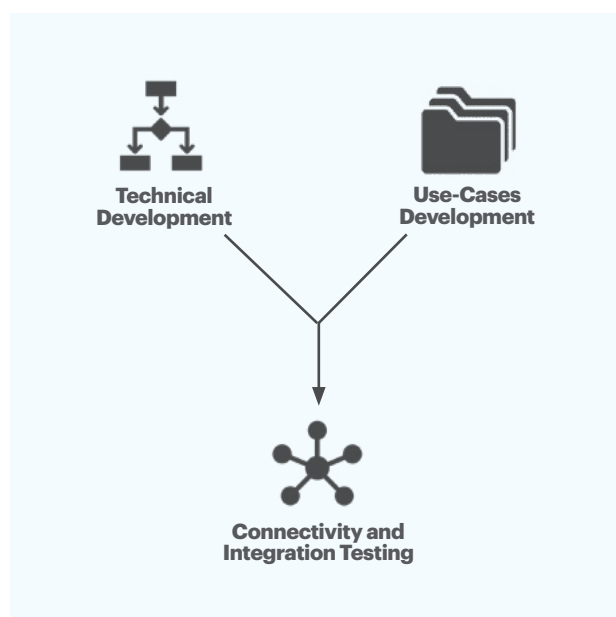 Technical
Development
Use-Cases
Development
Connectivity and
Integration Testing